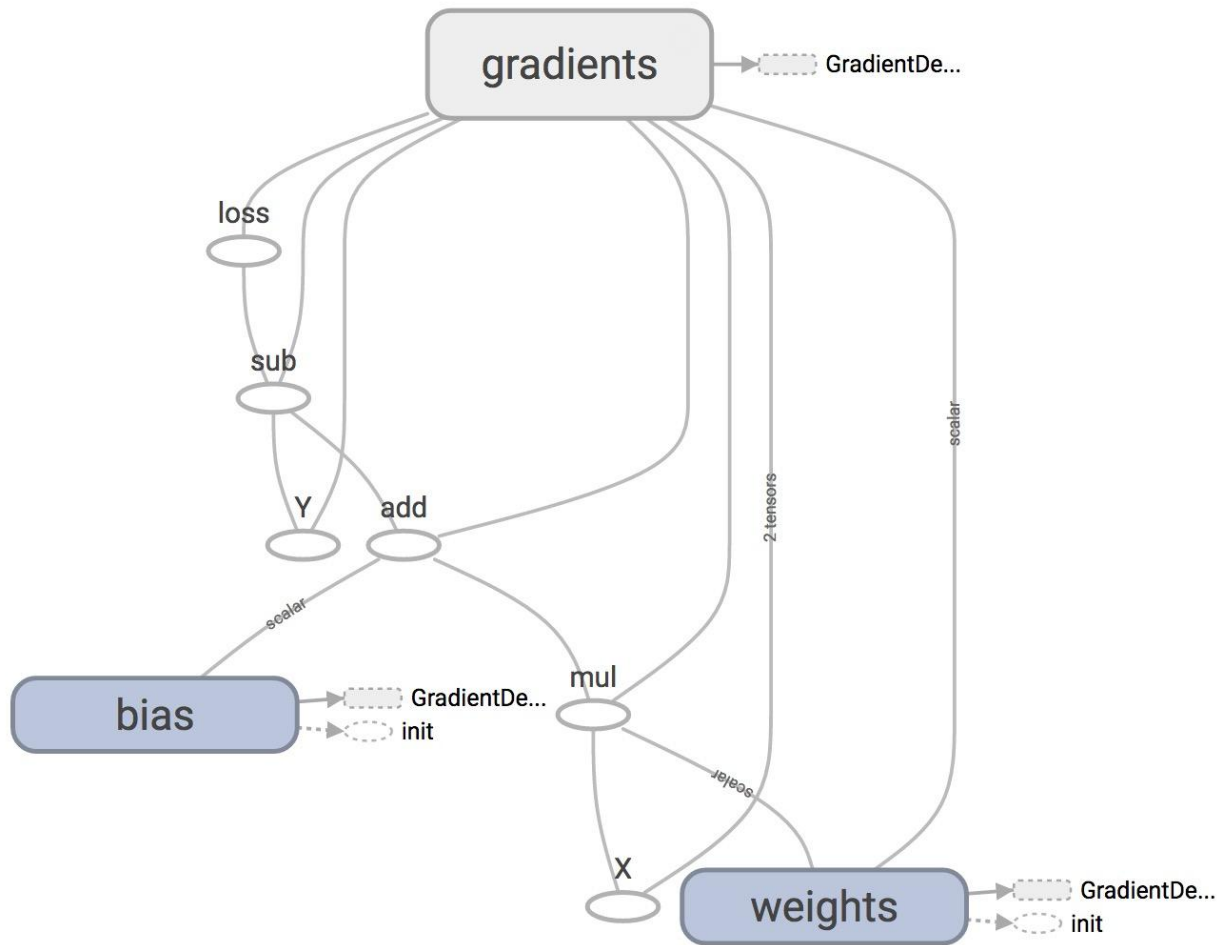 gradients
GradientDe...
loss
sub
scalar
Y
add
2 tensors
scalar
mul
bias
GradientDe...
init
scalar
X
weights
GradientDe...
init